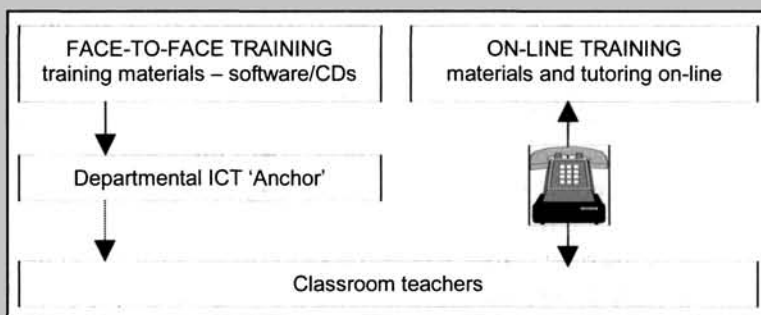 FACE-TO-FACE TRAINING
training materials – software/CDs
ON-LINE TRAINING
materials and tutoring on-line
Departmental ICT 'Anchor'
Classroom teachers